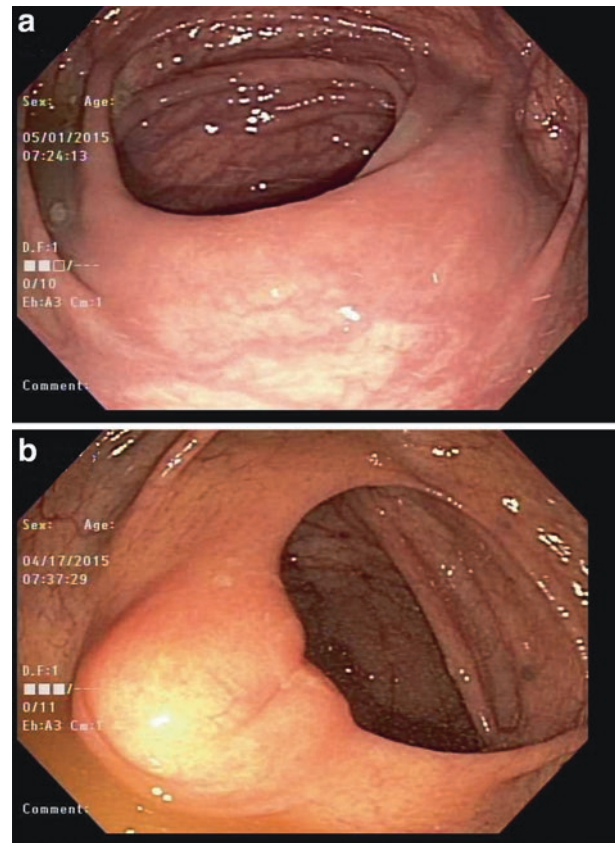 a
Sex: Age:
05/01/2015
07:24:13
D.F:1
■■□/---
0/10
Eh:A3 Cm:1
Comment:
b
Sex: Age:
04/17/2015
07:37:29
D.F:1
■■■/---
0/11
Eh:A3 Cm:1
Comment: